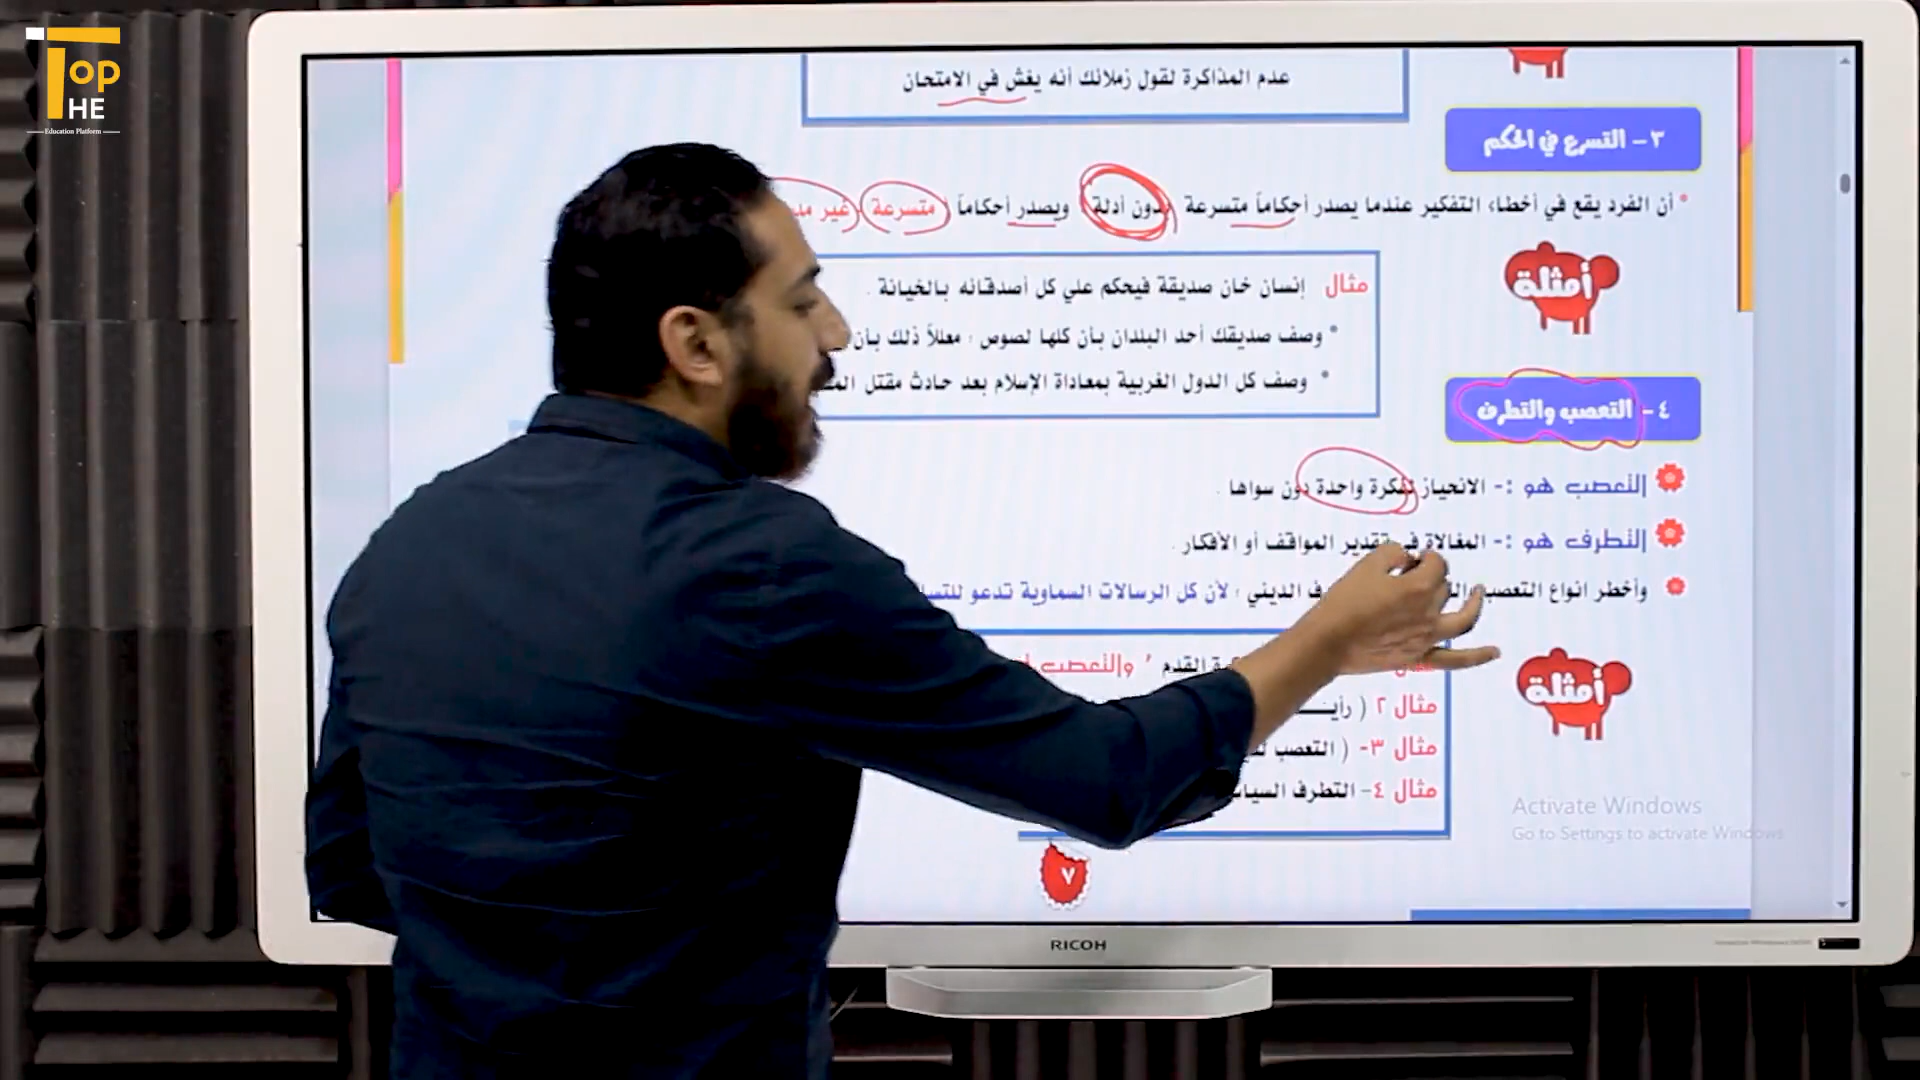 Top
THE
Education Platform
عدم المذاكرة لقول زملائك أنه يغش في الامتحان
٣- التسرع في الحكم
أن الفرد يقع في أخطاء التفكير عندما يصدر أحكاماً متسرعة بدون أدلة ويصدر أحكاماً متسرعة غير
أمثلة
مثال إنسان خان صديقة فيحكم علي كل أصدقائه بالخيانة .
وصف صديقك أحد البلدان بأن كلها لصوص ، معللاً ذلك بأن
وصف كل الدول الغربية بمعاداة الإسلام بعد حادث مقتل
٤- التعصب والتطرف
التعصب هو :- الانحياز لفكرة واحدة دون سواها .
التطرف هو :- المغالاة في تقدير المواقف أو الأفكار .
وأخطر انواع التعصب الديني ، لأن كل الرسالات السماوية تدعو
أمثلة
القدم " والتعصب
مثال ٢ (
مثال ٣- ( التعصب
مثال ٤- التطرف
Activate Windows
Go to Settings to activate Windows
٧
RICOH